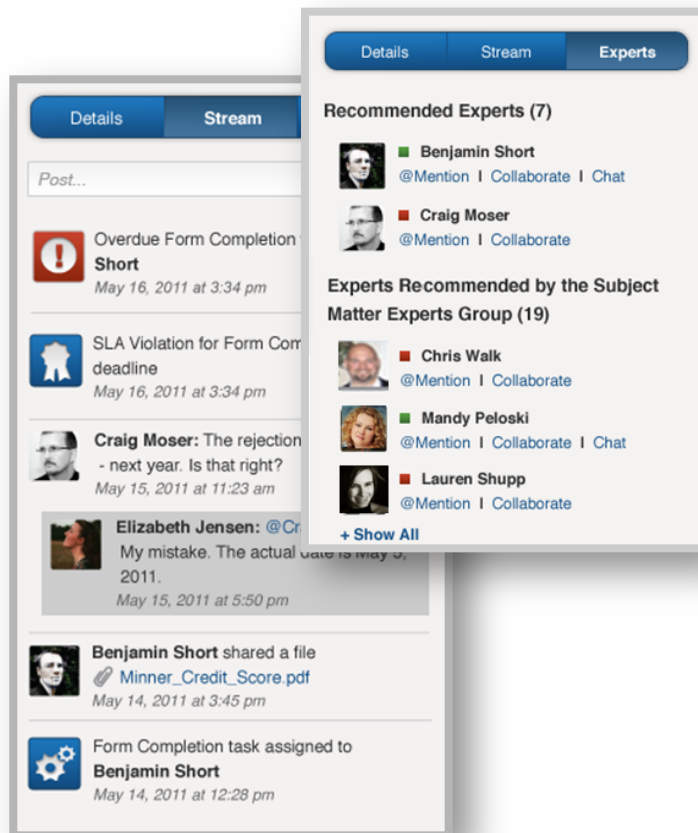 Details
Stream
Experts
Recommended Experts (7)
Benjamin Short
@Mention I Collaborate I Chat
Craig Moser
@Mention I Collaborate
Experts Recommended by the Subject
Matter Experts Group (19)
Chris Walk
@Mention I Collaborate
Mandy Peloski
@Mention I Collaborate I Chat
Lauren Shupp
@Mention I Collaborate
+ Show All
Details
Stream
Post...
Overdue Form Completion
Short
May 16, 2011 at 3:34 pm
SLA Violation for Form
deadline
May 16, 2011 at 3:34 pm
Craig Moser: The rejection
- next year. Is that right?
May 15, 2011 at 11:23 am
Elizabeth Jensen:
My mistake. The actual date is May
2011.
May 15, 2011 at 5:50 pm
Benjamin Short shared a file
Minner_Credit_Score.pdf
May 14, 2011 at 3:45 pm
Form Completion task assigned to
Benjamin Short
May 14, 2011 at 12:28 pm